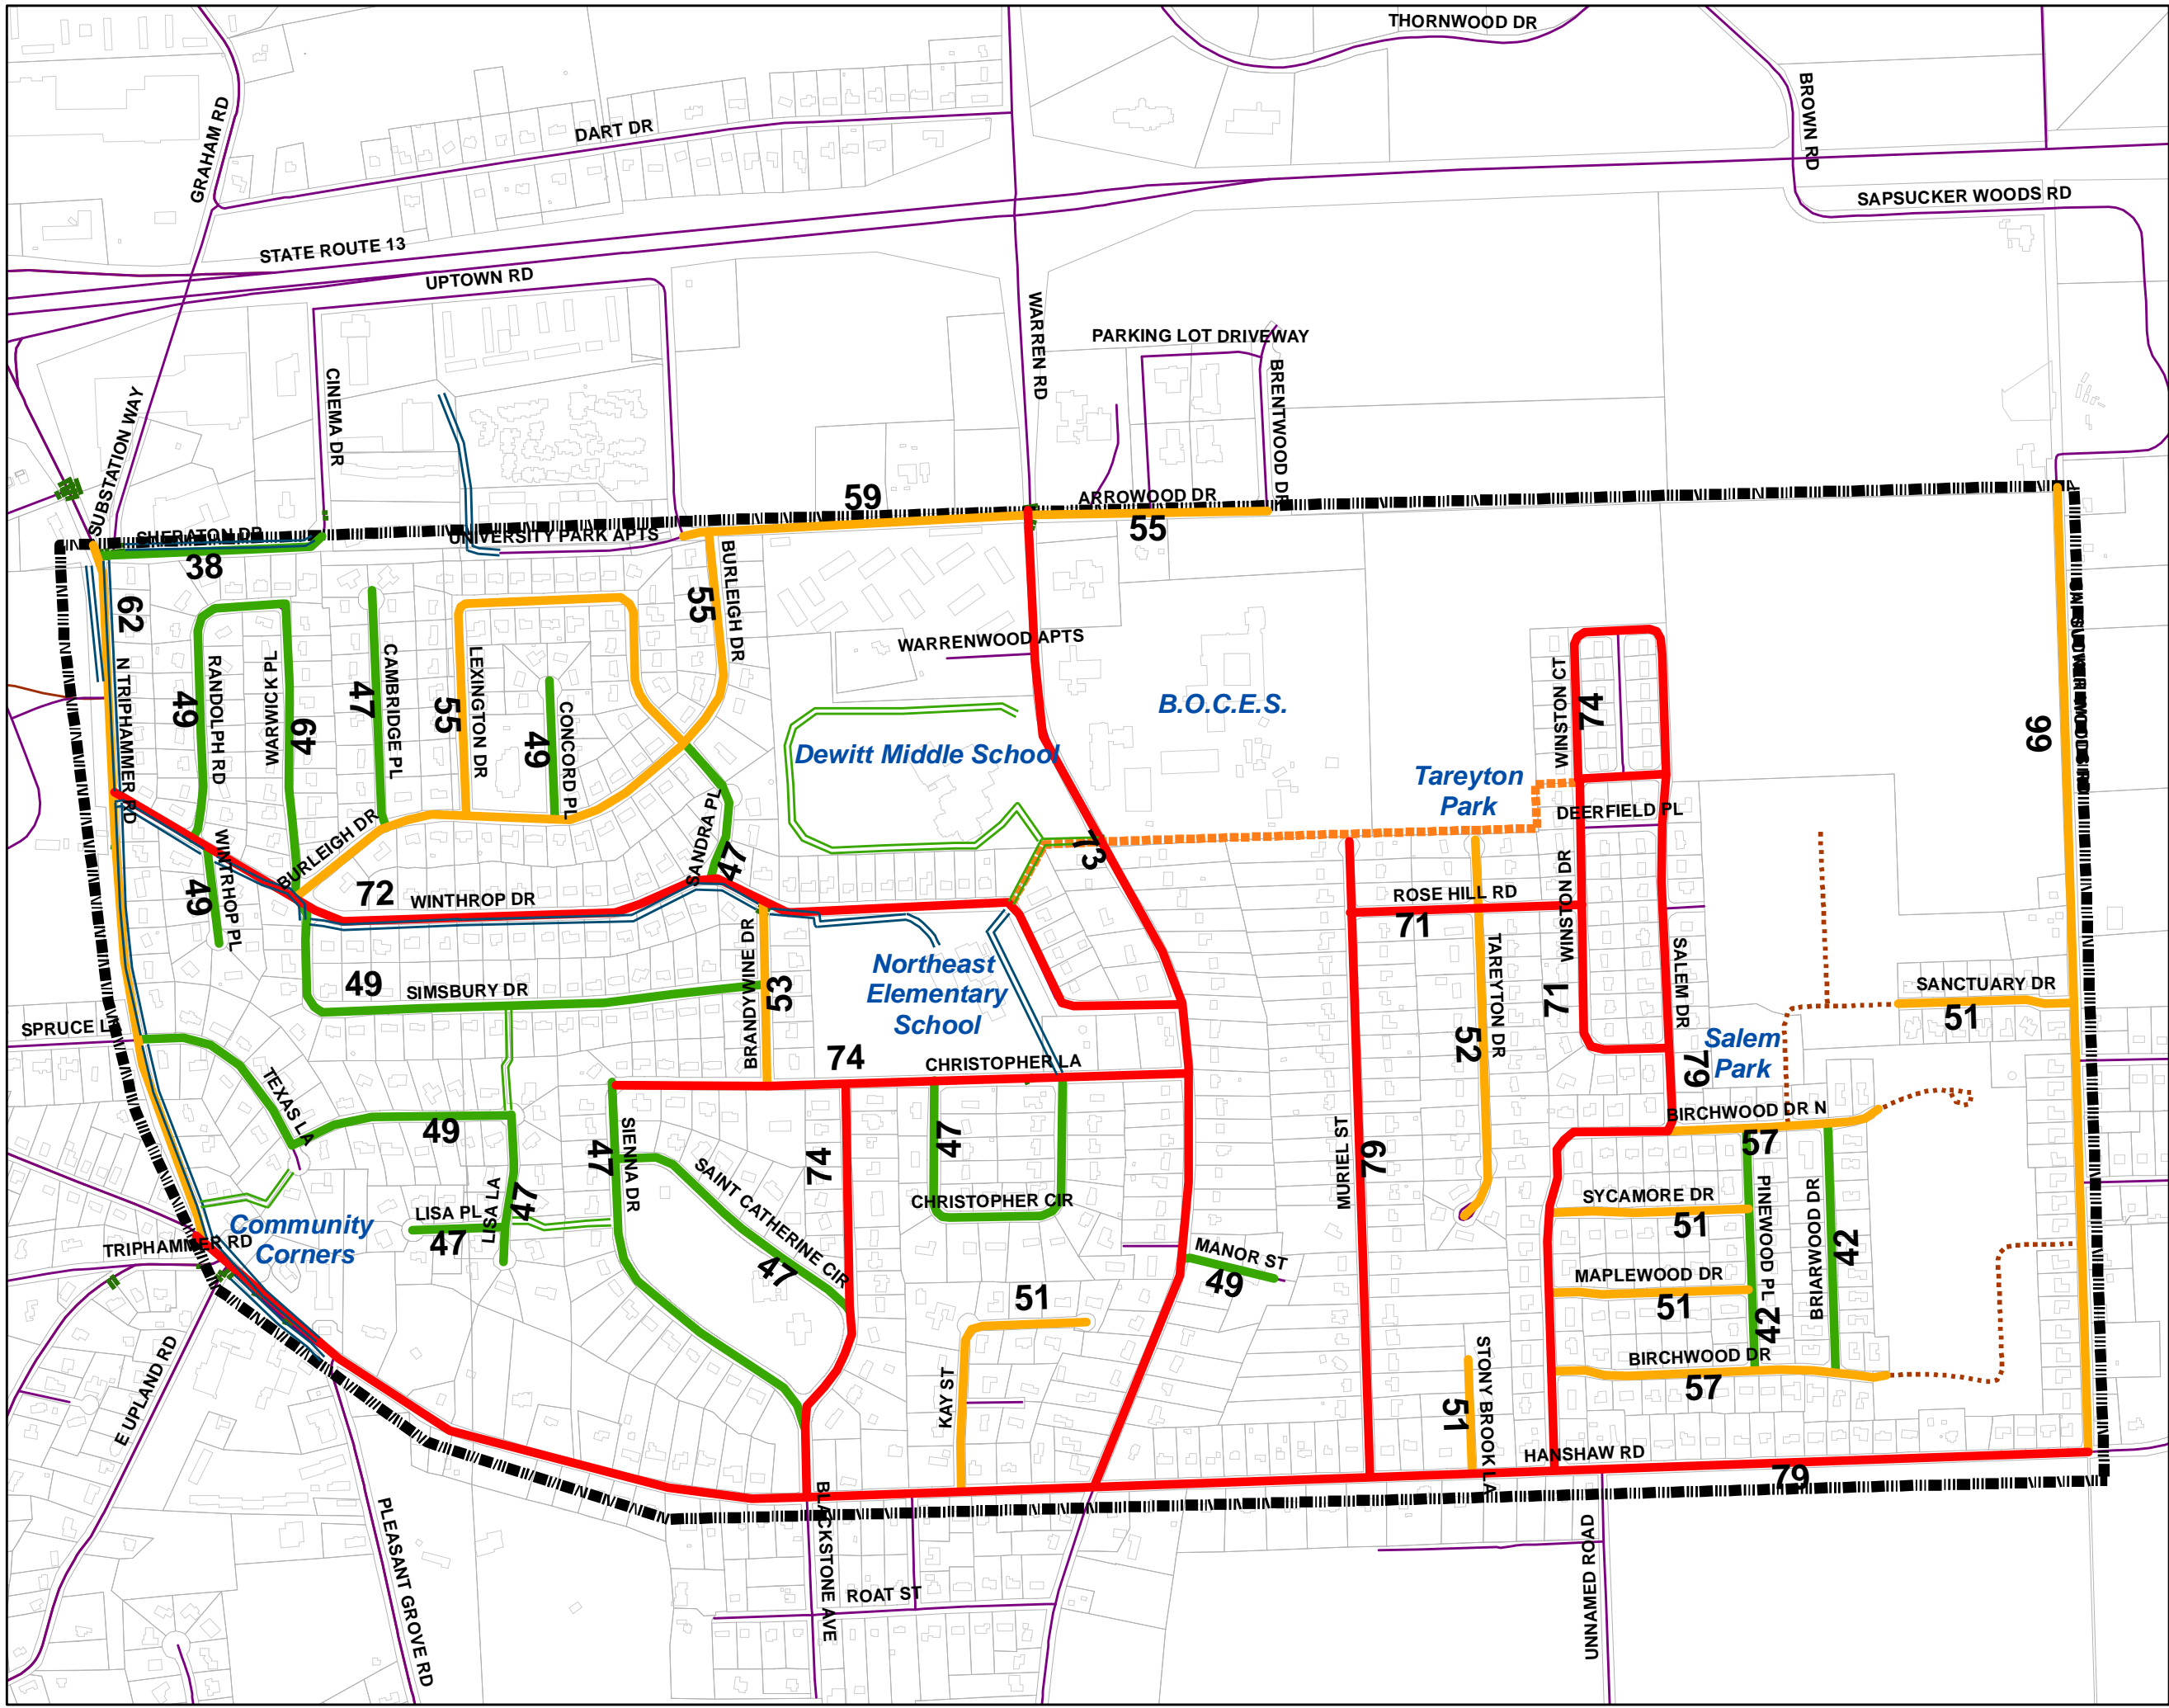 THORNWOOD DR
BROWN RD
GRAHAM RD
DART DR
SAPSUCKER WOODS RD
STATE ROUTE 13
UPTOWN RD
WARREN RD
PARKING LOT DRIVEWAY
BRENTWOOD DR
CINEMA DR
SUBSTATION WAY
59
ARROWOOD DR
55
SHERATON DR
38
UNIVERSITY PARK APTS
BURLEIGH DR
55
62
N TRIPHAMMER RD
RANDOLPH RD
49
WARWICK PL
49
CAMBRIDGE PL
47
LEXINGTON DR
55
CONCORD PL
49
WARRENWOOD APTS
B.O.C.E.S.
Dewitt Middle School
WINSTON CT
74
66
Tareyton
Park
DEERFIELD PL
SANDRA PL
47
73
BURLEIGH DR
WINTRHOP PL
49
72
WINTHROP DR
ROSE HILL RD
71
WINSTON DR
71
TAREYTON DR
52
SALEM DR
79
BRANDYWINE DR
53
Northeast
Elementary
School
49
SIMSBURY DR
SANCTUARY DR
51
SPRUCE L
Salem
Park
74
CHRISTOPHER LA
TEXAS LA
49
SIENNA DR
47
BIRCHWOOD DR N
57
47
74
MURIEL ST
79
SAINT CATHERINE CIR
47
CHRISTOPHER CIR
SYCAMORE DR
51
PINEWOOD PL
42
BRIARWOOD DR
42
LISA PL
47
LISA LA
47
Community
Corners
TRIPHAMMER RD
MANOR ST
49
MAPLEWOOD DR
51
51
E UPLAND RD
KAY ST
STONY BROOK LA
51
BIRCHWOOD DR
57
HANSHAW RD
79
PLEASANT GROVE RD
BLACKSTONE AVE
ROAT ST
UNNAMED ROAD